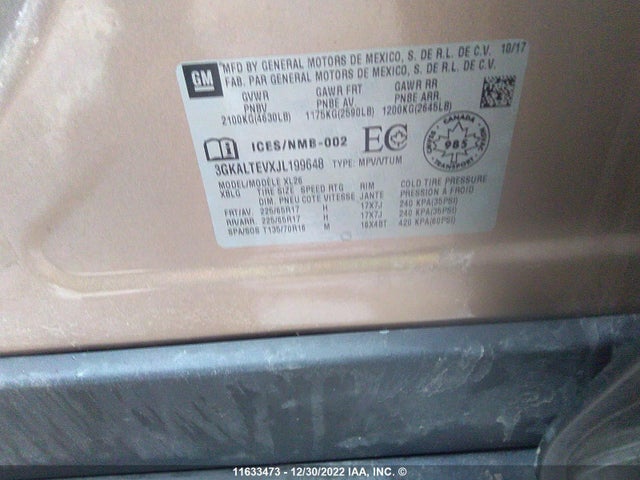 GM
MFD BY GENERAL MOTORS DE MEXICO, S. DE R.L. DE C.V. 10/17
FAB. PAR GENERAL MOTORS DE MEXICO, S. DE R.L. DE C.V.
GVWR GAWR FRT GAWR RR
PNBV PNBE AV PNBE ARR
2100KG(4630LB) 1175KG(2590LB) 1200KG(2645LB)
ICES/NMB-002 EC
CANADA
985
TRANSPORT
3GKALTEVXJL199648 TYPE: MPV/VTUM
MODEL/MODÈLE XL26
XBLG TIRE SIZE SPEED RTG RIM COLD TIRE PRESSURE
DIM. PNEU COTE VITESSE JANTE PRESSION A FROID
FRT/AV. 225/65R17 H 17X7J 240 KPA(35PSI)
RR/ARR. 225/65R17 H 17X7J 240 KPA(35PSI)
SPA/SOS T135/70R16 M 16X4BT 420 KPA(60PSI)
11633473 - 12/30/2022 IAA, INC. ©